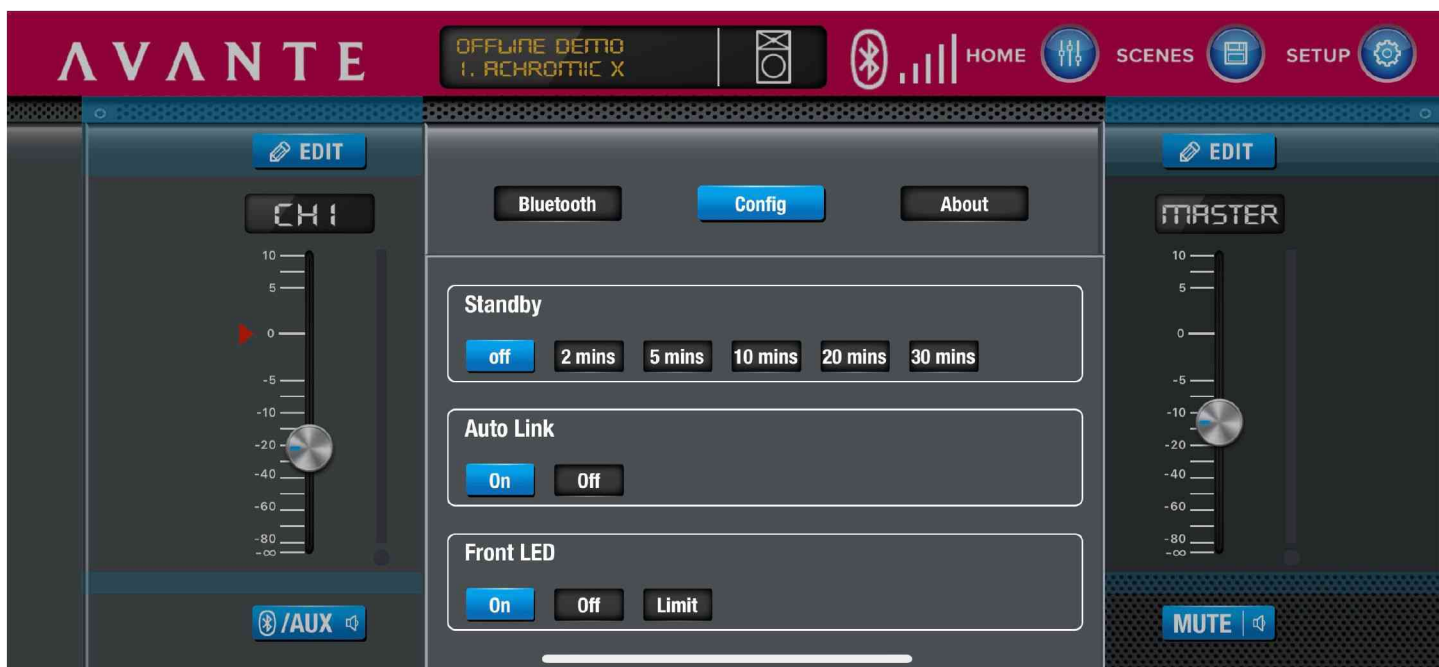 AVANTE
OFFLINE DEMO
1. ACHROMIC X
HOME
SCENES
SETUP
EDIT
CH1
10
5
0
-5
-10
-20
-40
-60
-80
-∞
/AUX
Bluetooth
Config
About
Standby
off 2 mins 5 mins 10 mins 20 mins 30 mins
Auto Link
On Off
Front LED
On Off Limit
EDIT
MASTER
10
5
0
-5
-10
-20
-40
-60
-80
-∞
MUTE